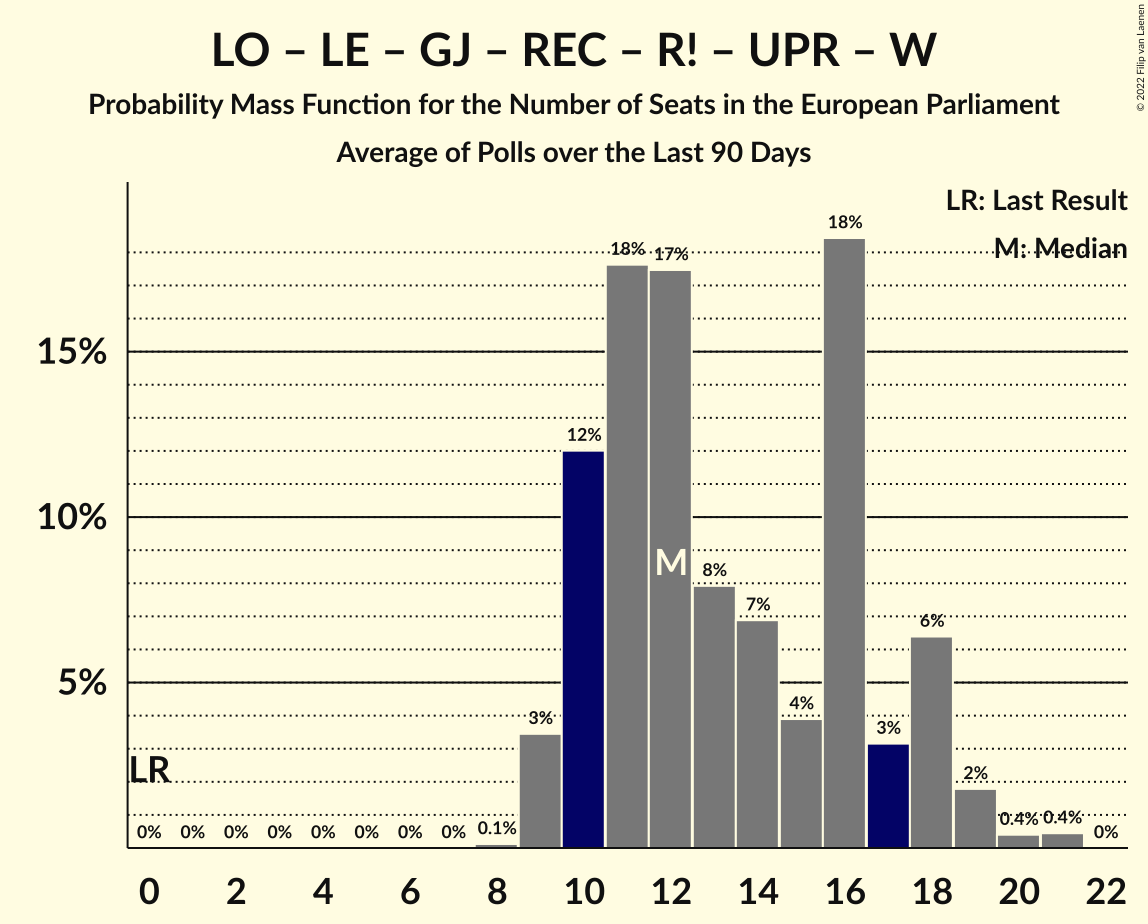 LO – LE – GJ – REC – R! – UPR – W
Probability Mass Function for the Number of Seats in the European Parliament
Average of Polls over the Last 90 Days
© 2022 Filip van Laenen
LR: Last Result
M: Median
15%
10%
5%
LR
M
0%
0%
0%
0%
0%
0%
0%
0%
0.1%
3%
12%
18%
17%
8%
7%
4%
18%
3%
6%
2%
0.4%
0.4%
0%
0 2 4 6 8 10 12 14 16 18 20 22